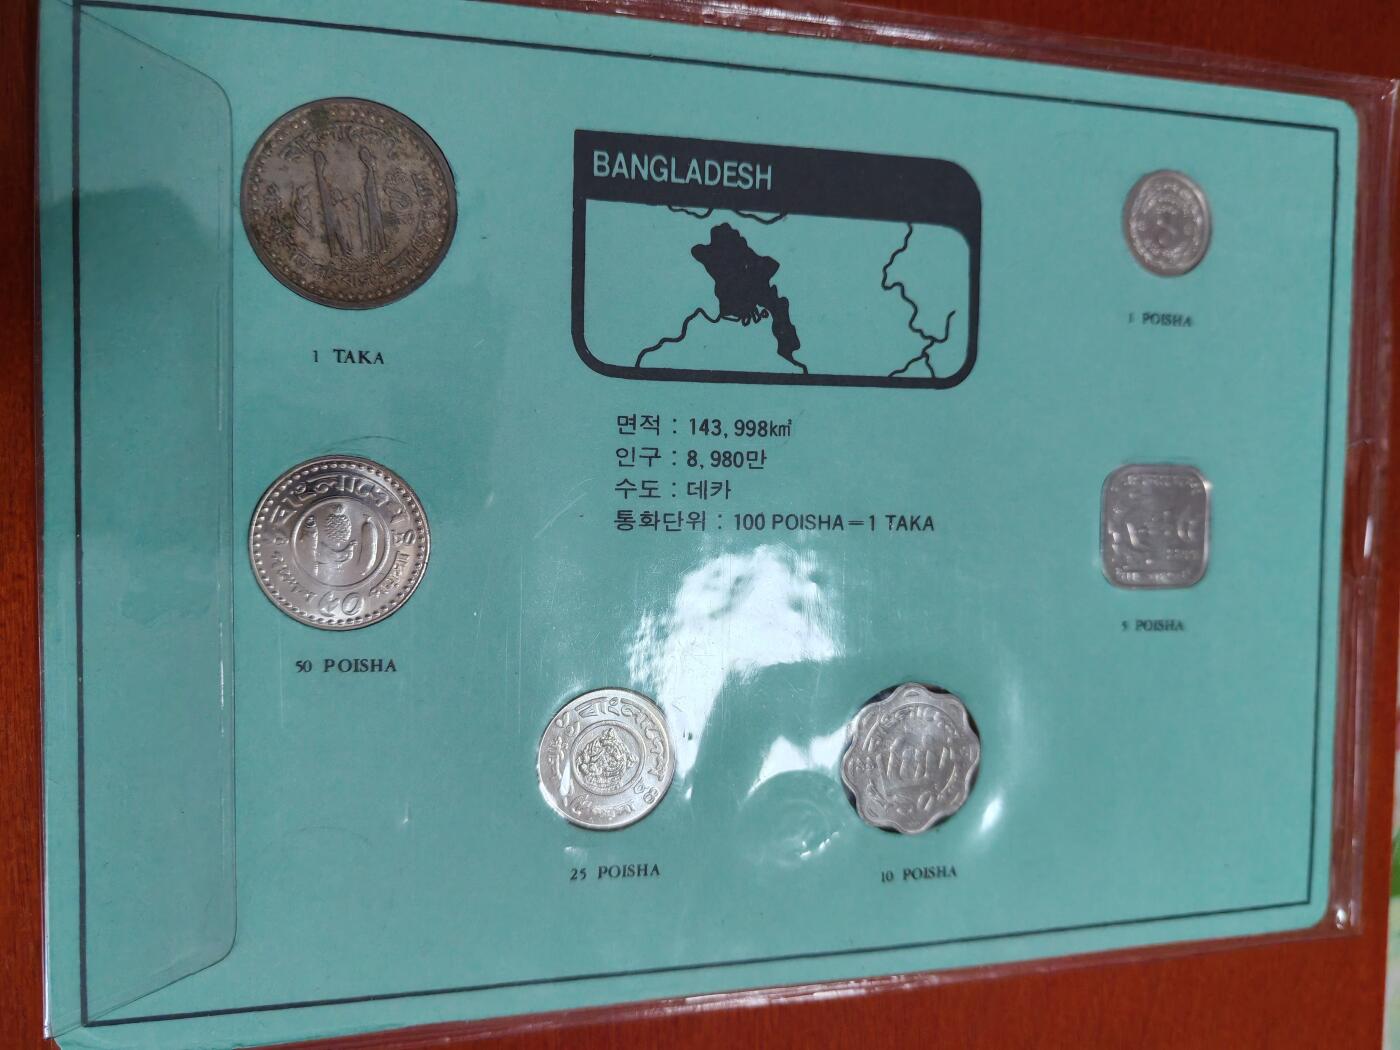 BANGLADESH
1 TAKA
1 POISHA
면적 : 143,998㎢
인구 : 8,980만
수도 : 데카
통화단위 : 100 POISHA=1 TAKA
50 POISHA
5 POISHA
25 POISHA
10 POISHA
বাংলাদেশ
৫০